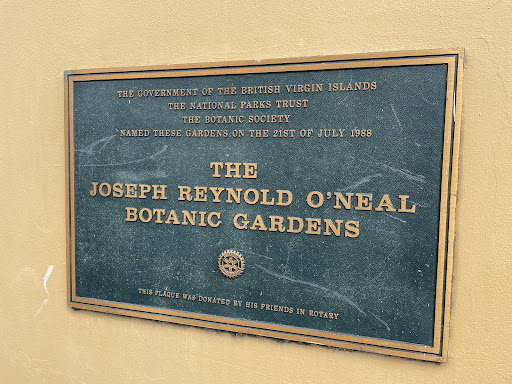 THE GOVERNMENT OF THE BRITISH VIRGIN ISLANDS
THE NATIONAL PARKS TRUST
THE BOTANIC SOCIETY
NAMED THESE GARDENS ON THE 21ST OF JULY 1988
THE
JOSEPH REYNOLD O'NEAL
BOTANIC GARDENS
THIS PLAQUE WAS DONATED BY HIS FRIENDS IN ROTARY